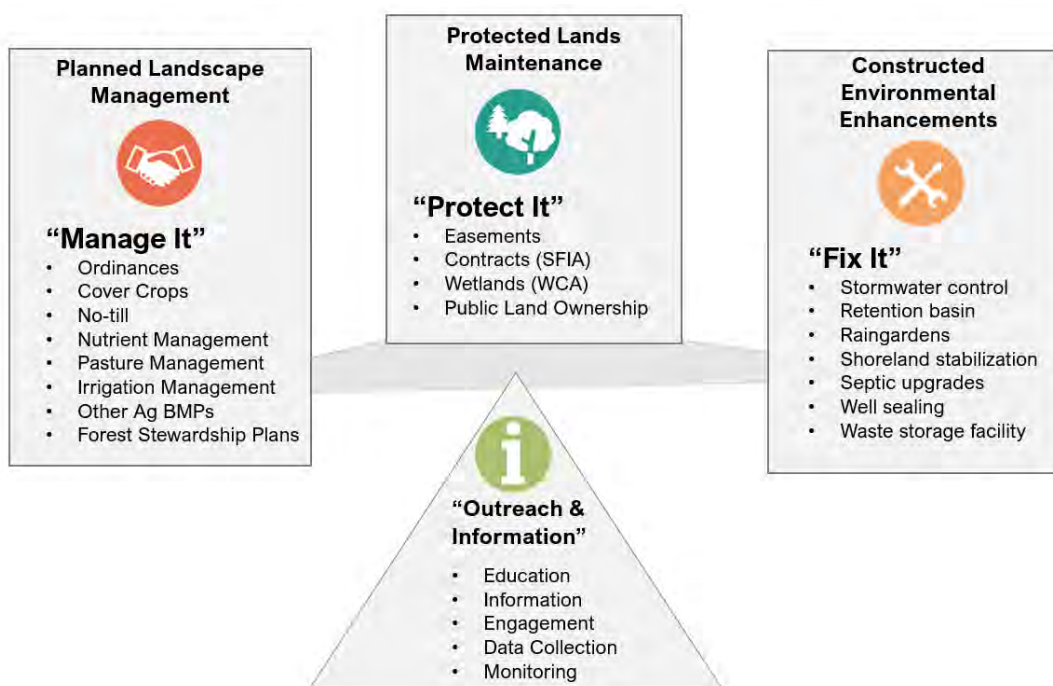 Planned Landscape
Management
“Manage It”
• Ordinances
• Cover Crops
• No-till
• Nutrient Management
• Pasture Management
• Irrigation Management
• Other Ag BMPs
• Forest Stewardship Plans
Protected Lands
Maintenance
“Protect It”
• Easements
• Contracts (SFIA)
• Wetlands (WCA)
• Public Land Ownership
Constructed
Environmental
Enhancements
“Fix It”
• Stormwater control
• Retention basin
• Raingardens
• Shoreland stabilization
• Septic upgrades
• Well sealing
• Waste storage facility
“Outreach &
Information”
• Education
• Information
• Engagement
• Data Collection
• Monitoring